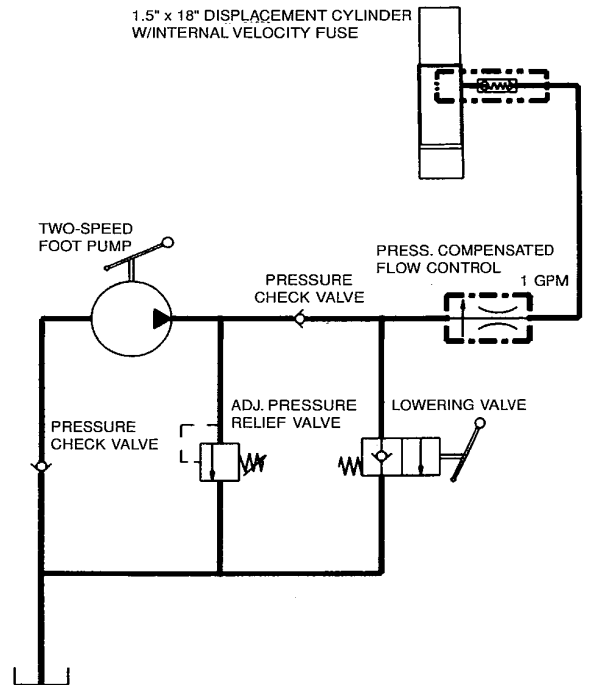 1.5" x 18" DISPLACEMENT CYLINDER
W/INTERNAL VELOCITY FUSE
TWO-SPEED
FOOT PUMP
PRESS. COMPENSATED
FLOW CONTROL
1 GPM
PRESSURE
CHECK VALVE
ADJ. PRESSURE
RELIEF VALVE
LOWERING VALVE
PRESSURE
CHECK VALVE